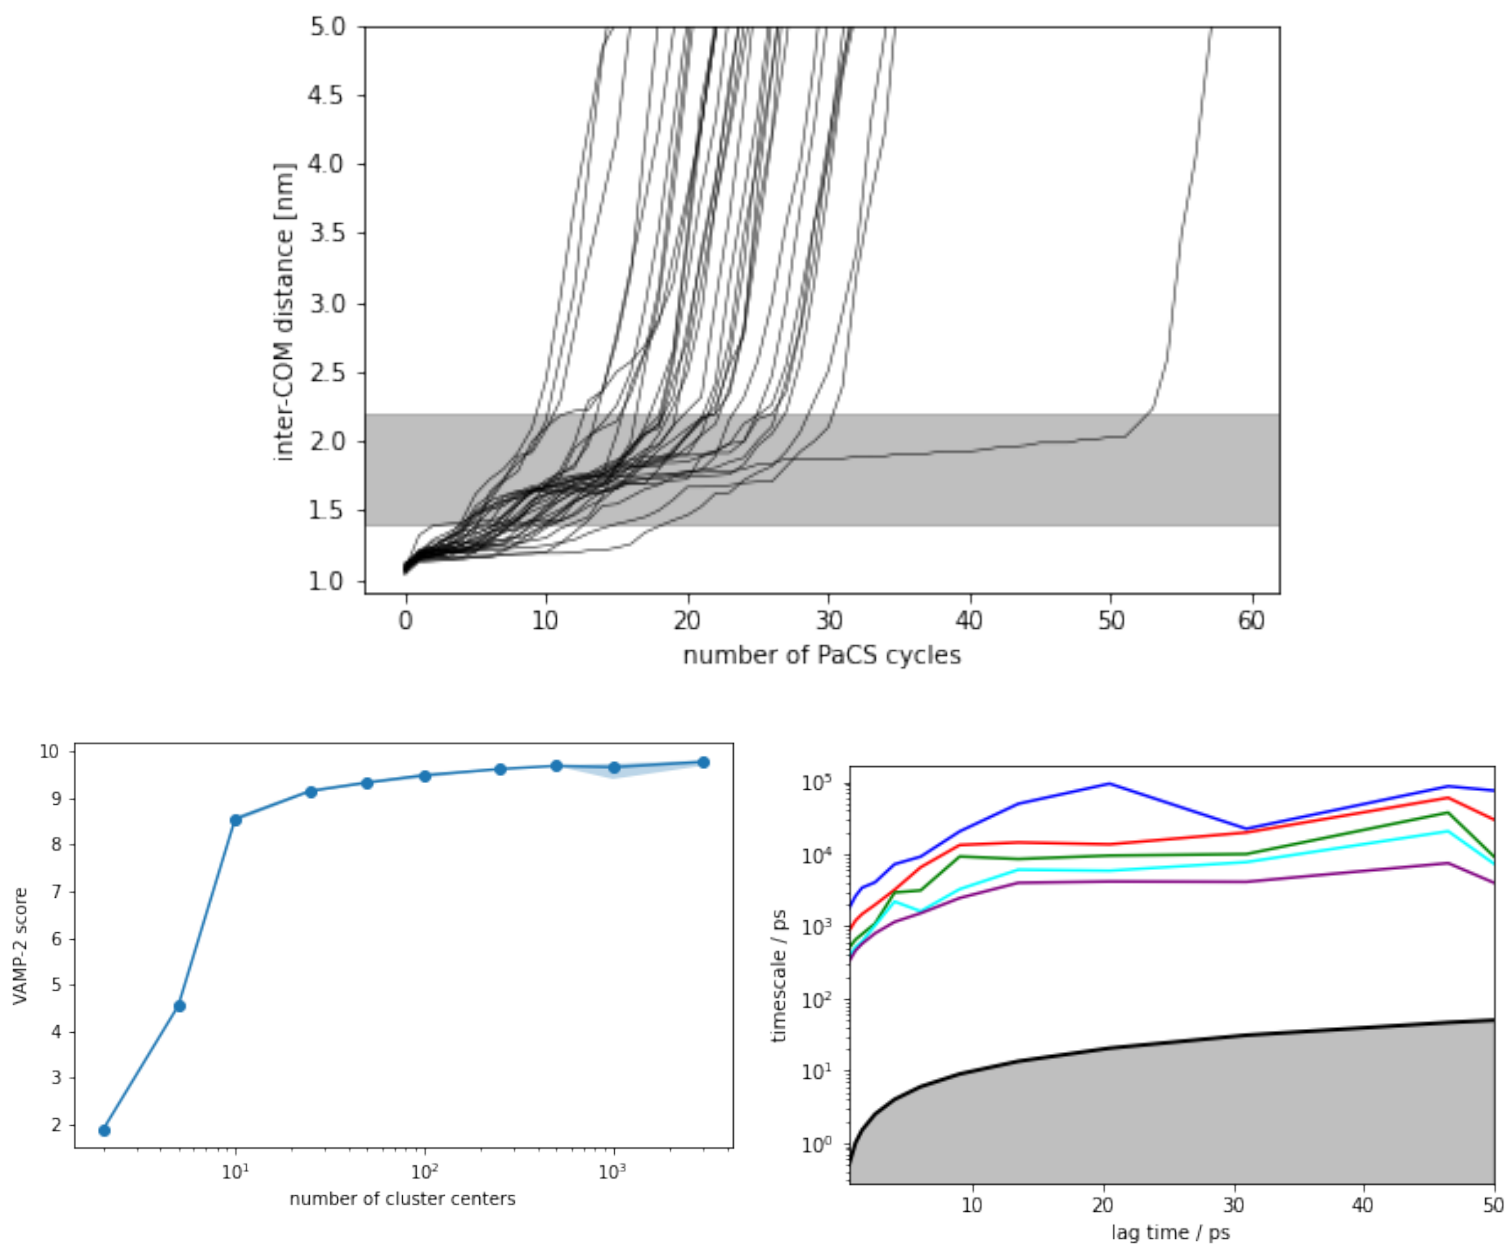 5.0
4.5
4.0
3.5
3.0
2.5
2.0
1.5
1.0
inter-COM distance [nm]
0 10 20 30 40 50 60
number of PaCS cycles
10
9
8
7
6
5
4
3
2
VAMP-2 score
10¹ 10² 10³
number of cluster centers
10⁵
10⁴
10³
10²
10¹
10⁰
timescale / ps
10 20 30 40 50
lag time / ps